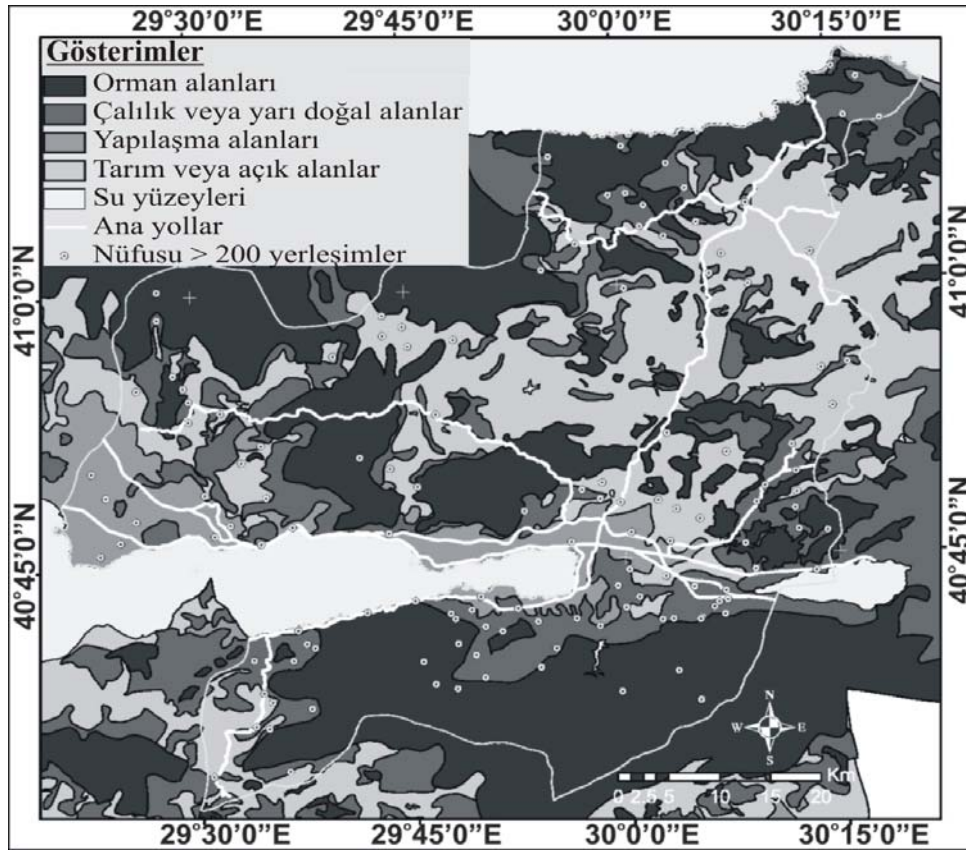 29°30'0"E 29°45'0"E 30°0'0"E 30°15'0"E
Gösterimler
Orman alanları
Çalılık veya yarı doğal alanlar
Yapılaşma alanları
Tarım veya açık alanlar
Su yüzeyleri
Ana yollar
Nüfusu > 200 yerleşimler
41°0'0"N
41°0'0"N
40°45'0"N
40°45'0"N
N
W E
S
Km
0 2.5 5 10 15 20
29°30'0"E 29°45'0"E 30°0'0"E 30°15'0"E